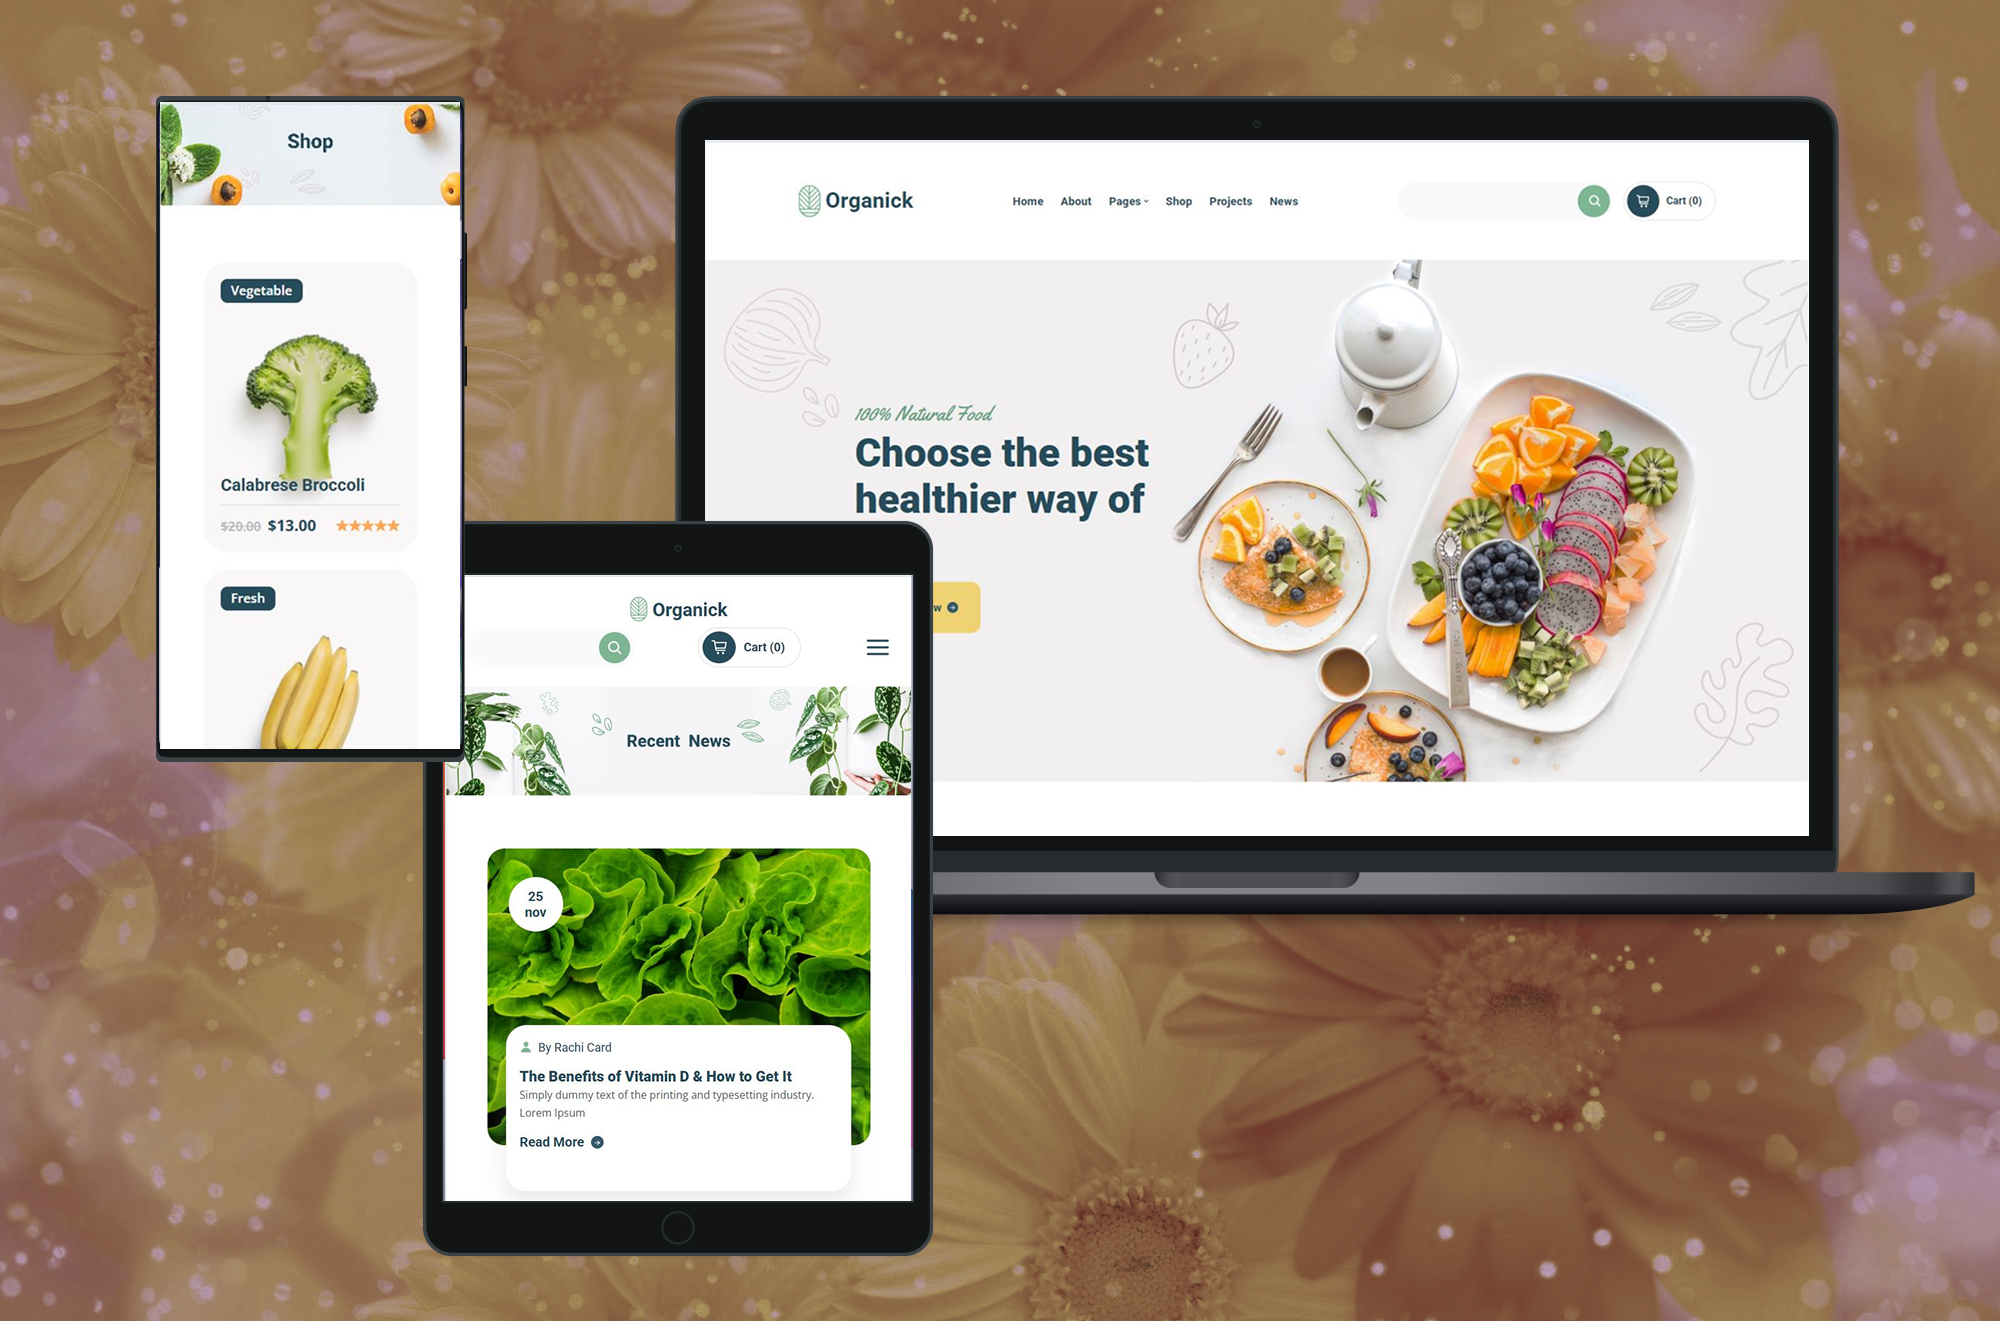 Shop
Vegetable
Calabrese Broccoli
$20.00 $13.00
Fresh
Organick
Home About Pages Shop Projects News
Cart (0)
100% Natural Food
Choose the best
healthier way of
w
Organick
Cart (0)
Recent News
25
nov
By Rachi Card
The Benefits of Vitamin D & How to Get It
Simply dummy text of the printing and typesetting industry.
Lorem Ipsum
Read More